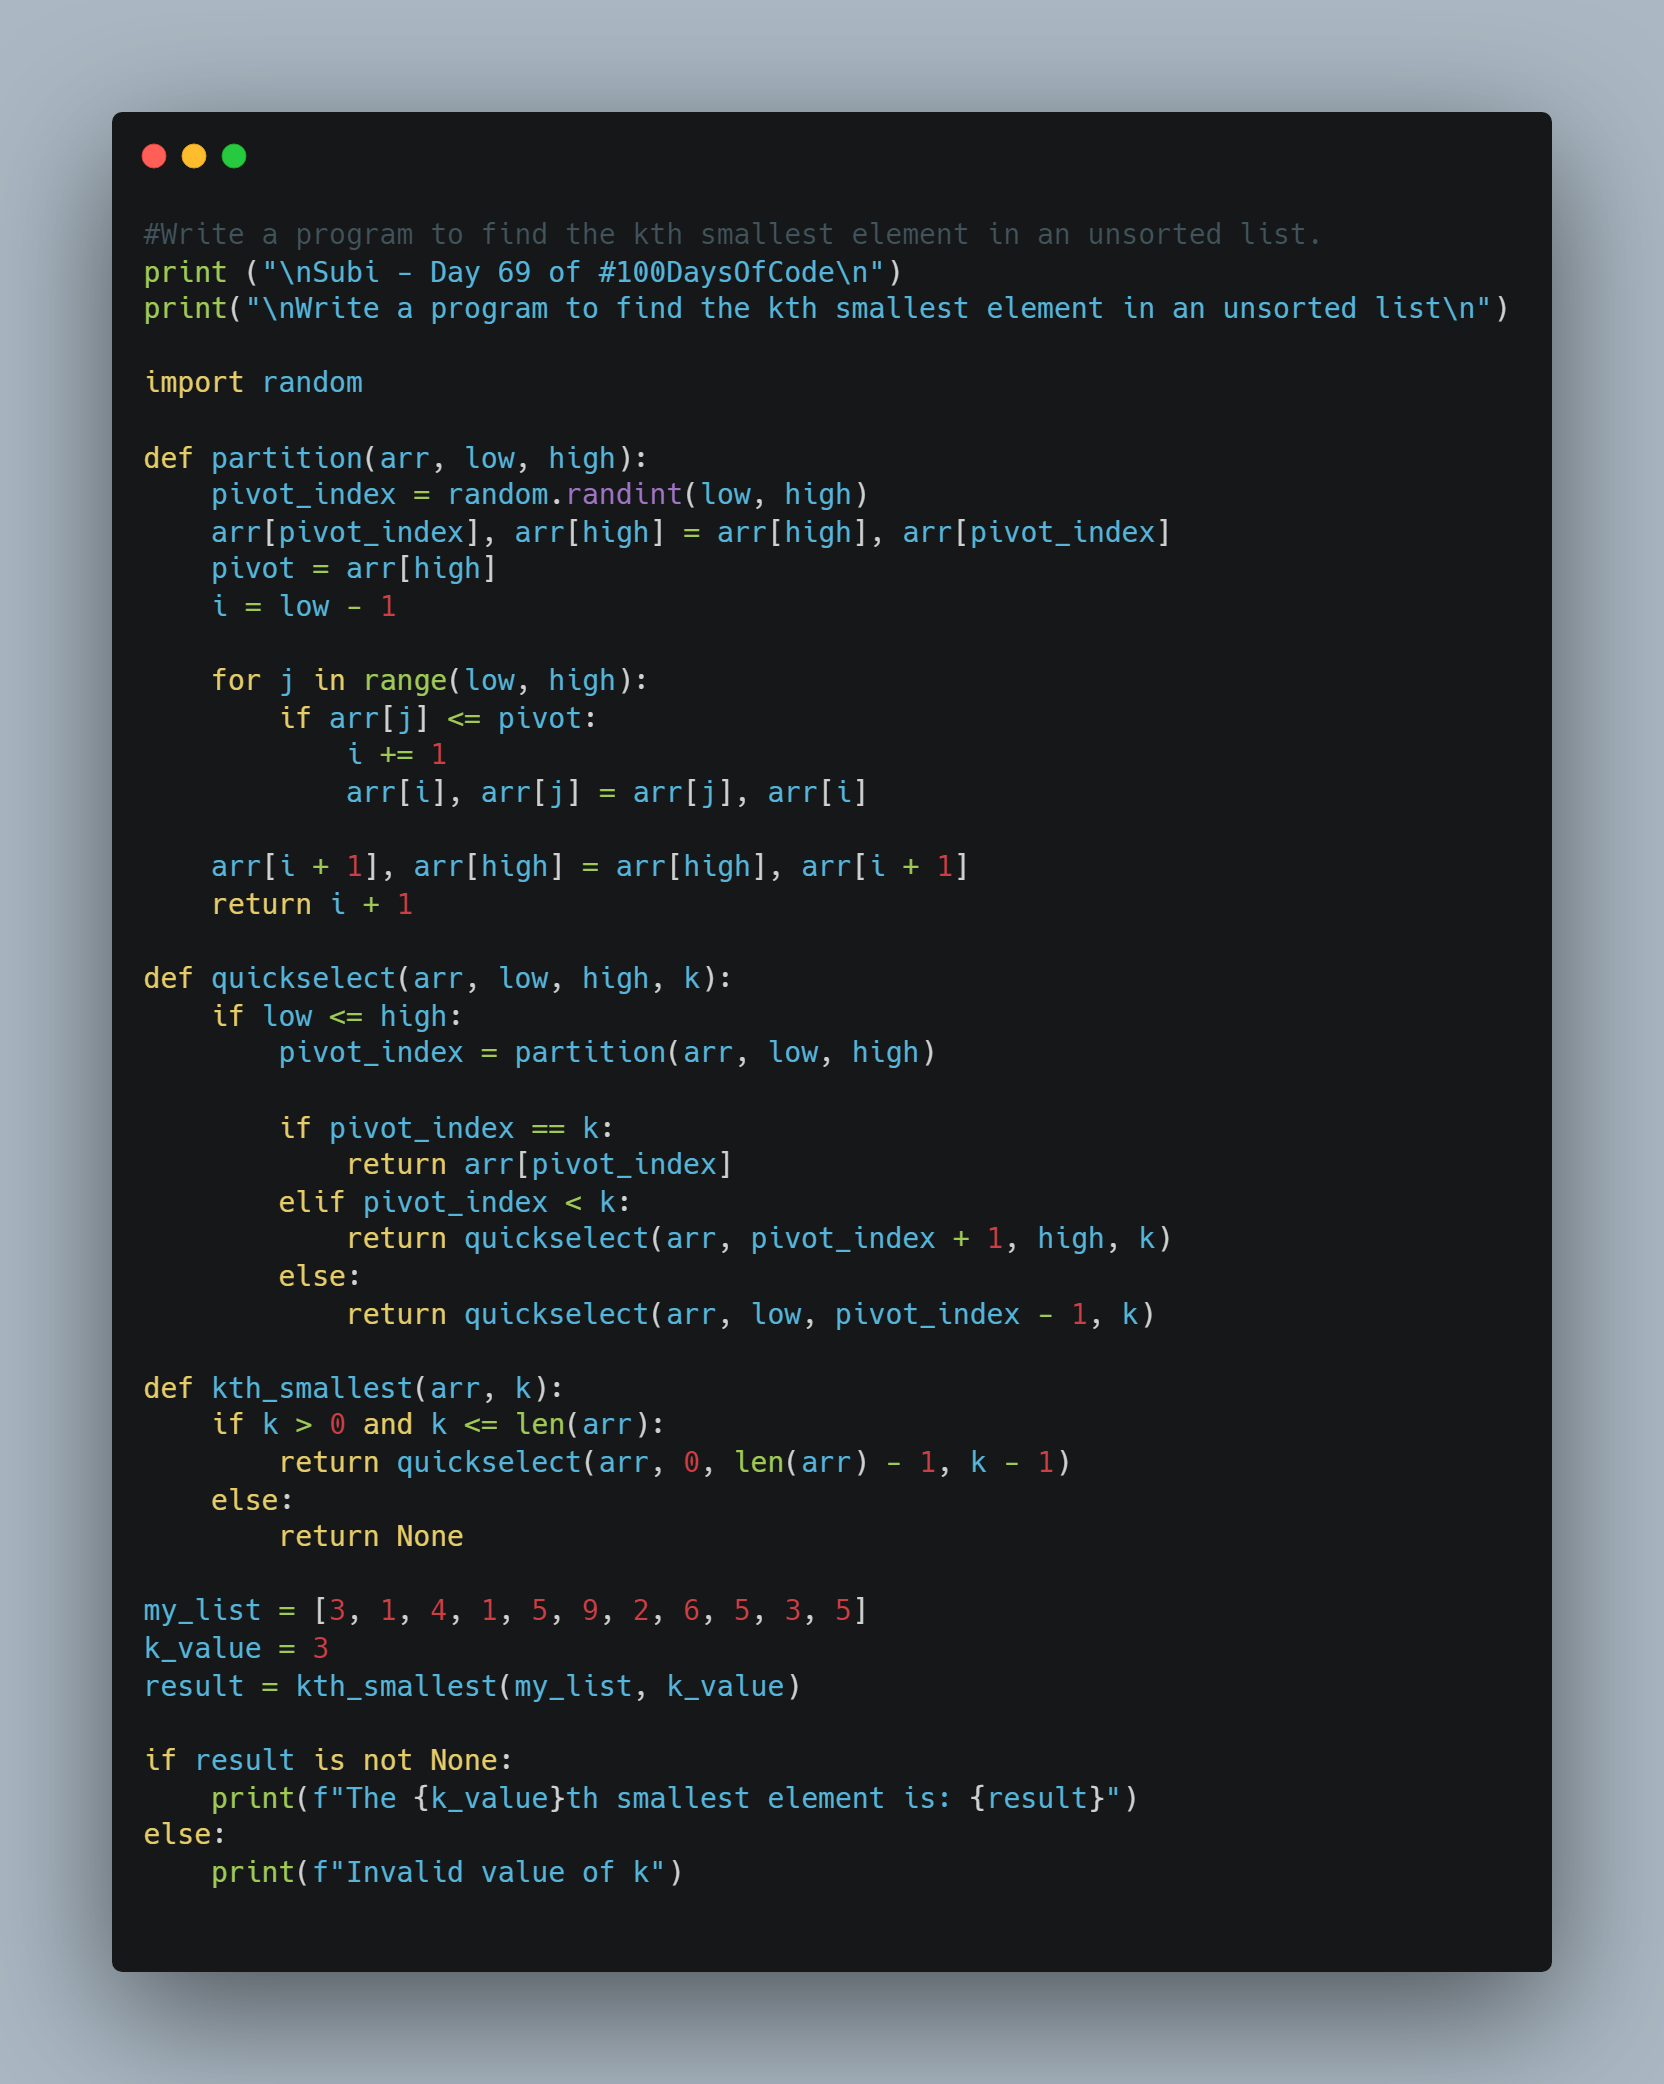 #Write a program to find the kth smallest element in an unsorted list.
print ("\nSubi - Day 69 of #100DaysOfCode\n")
print("\nWrite a program to find the kth smallest element in an unsorted list\n")

import random

def partition(arr, low, high):
    pivot_index = random.randint(low, high)
    arr[pivot_index], arr[high] = arr[high], arr[pivot_index]
    pivot = arr[high]
    i = low - 1

    for j in range(low, high):
        if arr[j] <= pivot:
            i += 1
            arr[i], arr[j] = arr[j], arr[i]

    arr[i + 1], arr[high] = arr[high], arr[i + 1]
    return i + 1

def quickselect(arr, low, high, k):
    if low <= high:
        pivot_index = partition(arr, low, high)

        if pivot_index == k:
            return arr[pivot_index]
        elif pivot_index < k:
            return quickselect(arr, pivot_index + 1, high, k)
        else:
            return quickselect(arr, low, pivot_index - 1, k)

def kth_smallest(arr, k):
    if k > 0 and k <= len(arr):
        return quickselect(arr, 0, len(arr) - 1, k - 1)
    else:
        return None

my_list = [3, 1, 4, 1, 5, 9, 2, 6, 5, 3, 5]
k_value = 3
result = kth_smallest(my_list, k_value)

if result is not None:
    print(f"The {k_value}th smallest element is: {result}")
else:
    print(f"Invalid value of k")